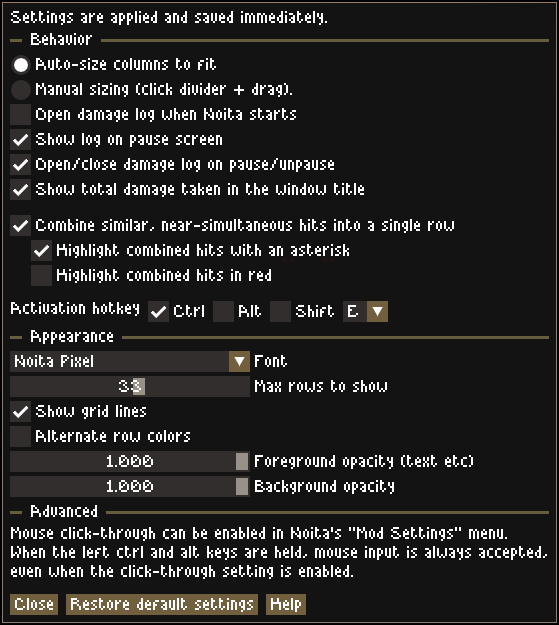 Settings are applied and saved immediately.
Behavior
Auto-size columns to fit
Manual sizing (click divider + drag).
Open damage log when Noita starts
Show log on pause screen
Open/close damage log on pause/unpause
Show total damage taken in the window title
Combine similar, near-simultaneous hits into a single row
Highlight combined hits with an asterisk
Highlight combined hits in red
Activation hotkey Ctrl Alt Shift E
Appearance
Noita Pixel Font
33 Max rows to show
Show grid lines
Alternate row colors
1.000 Foreground opacity (text etc)
1.000 Background opacity
Advanced
Mouse click-through can be enabled in Noita's "Mod Settings" menu.
When the left ctrl and alt keys are held, mouse input is always accepted,
even when the click-through setting is enabled.
Close Restore default settings Help